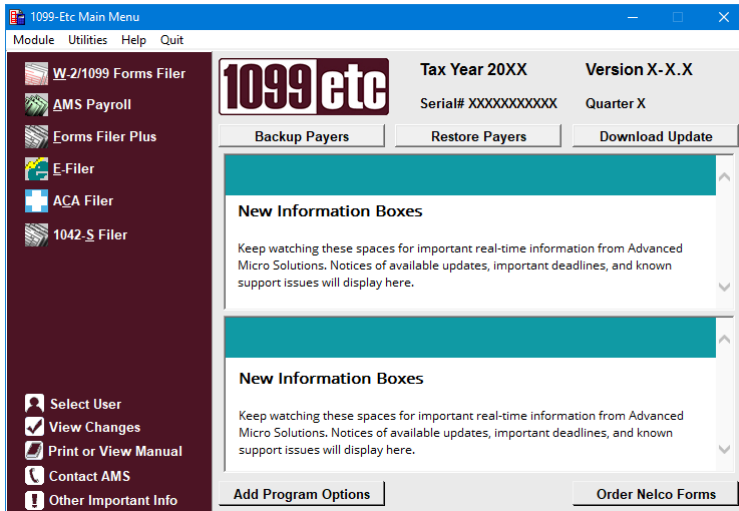 1099-Etc Main Menu
Module Utilities Help Quit
W-2/1099 Forms Filer
AMS Payroll
Forms Filer Plus
E-Filer
ACA Filer
1042-S Filer
Select User
View Changes
Print or View Manual
Contact AMS
Other Important Info
1099 etc
Tax Year 20XX Version X-X.X
Serial# XXXXXXXXXXX Quarter X
Backup Payers Restore Payers Download Update
New Information Boxes
Keep watching these spaces for important real-time information from Advanced
Micro Solutions. Notices of available updates, important deadlines, and known
support issues will display here.
New Information Boxes
Keep watching these spaces for important real-time information from Advanced
Micro Solutions. Notices of available updates, important deadlines, and known
support issues will display here.
Add Program Options Order Nelco Forms